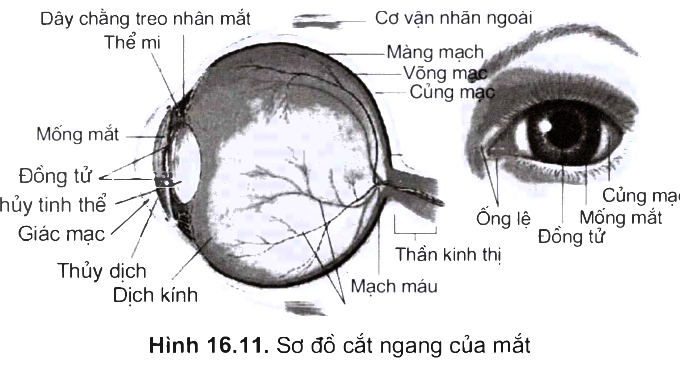 Dây chằng treo nhân mắt
Thể mi
Mống mắt
Đồng tử
hủy tinh thể
Giác mạc
Thủy dịch
Dịch kính
Cơ vận nhãn ngoài
Màng mạch
Võng mạc
Củng mạc
Thần kinh thị
Mạch máu
Ống lệ
Đồng tử
Mống mắt
Củng mạ
Hình 16.11. Sơ đồ cắt ngang của mắt